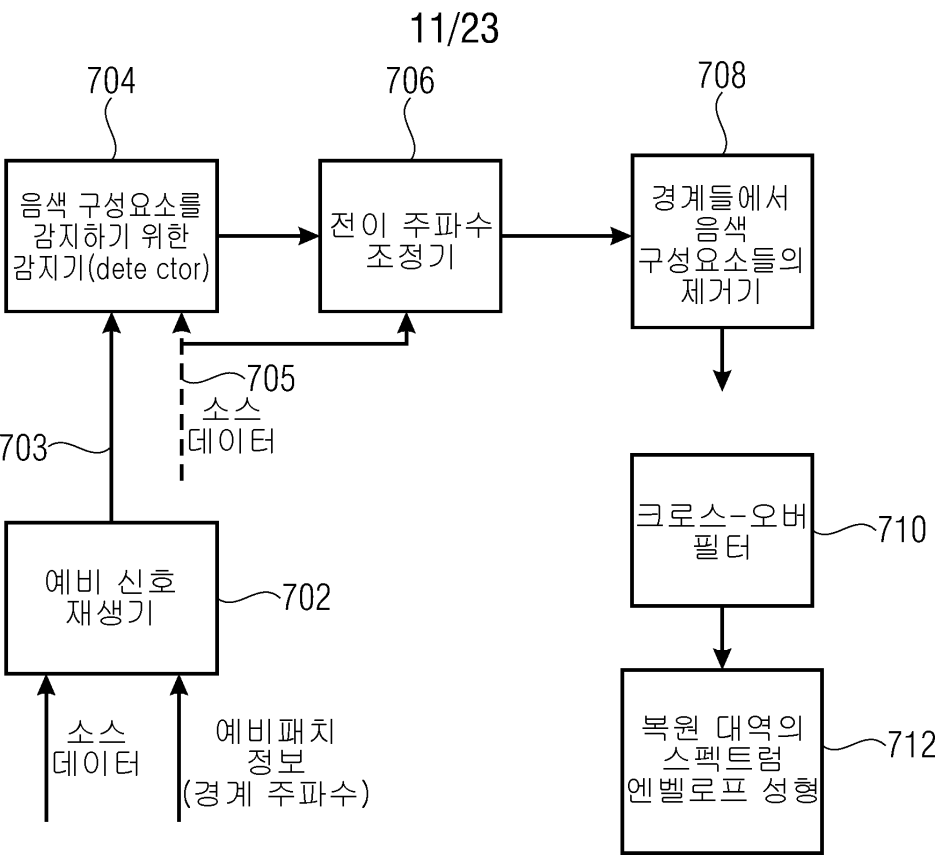 11/23
704
706
708
음색 구성요소를
감지하기 위한
감지기(dete ctor)
전이 주파수
조정기
경계들에서
음색
구성요소들의
제거기
705
소스
데이터
703
크로스-오버
필터
710
예비 신호
재생기
702
소스
데이터
예비패치
정보
(경계 주파수)
복원 대역의
스펙트럼
엔벨로프 성형
712